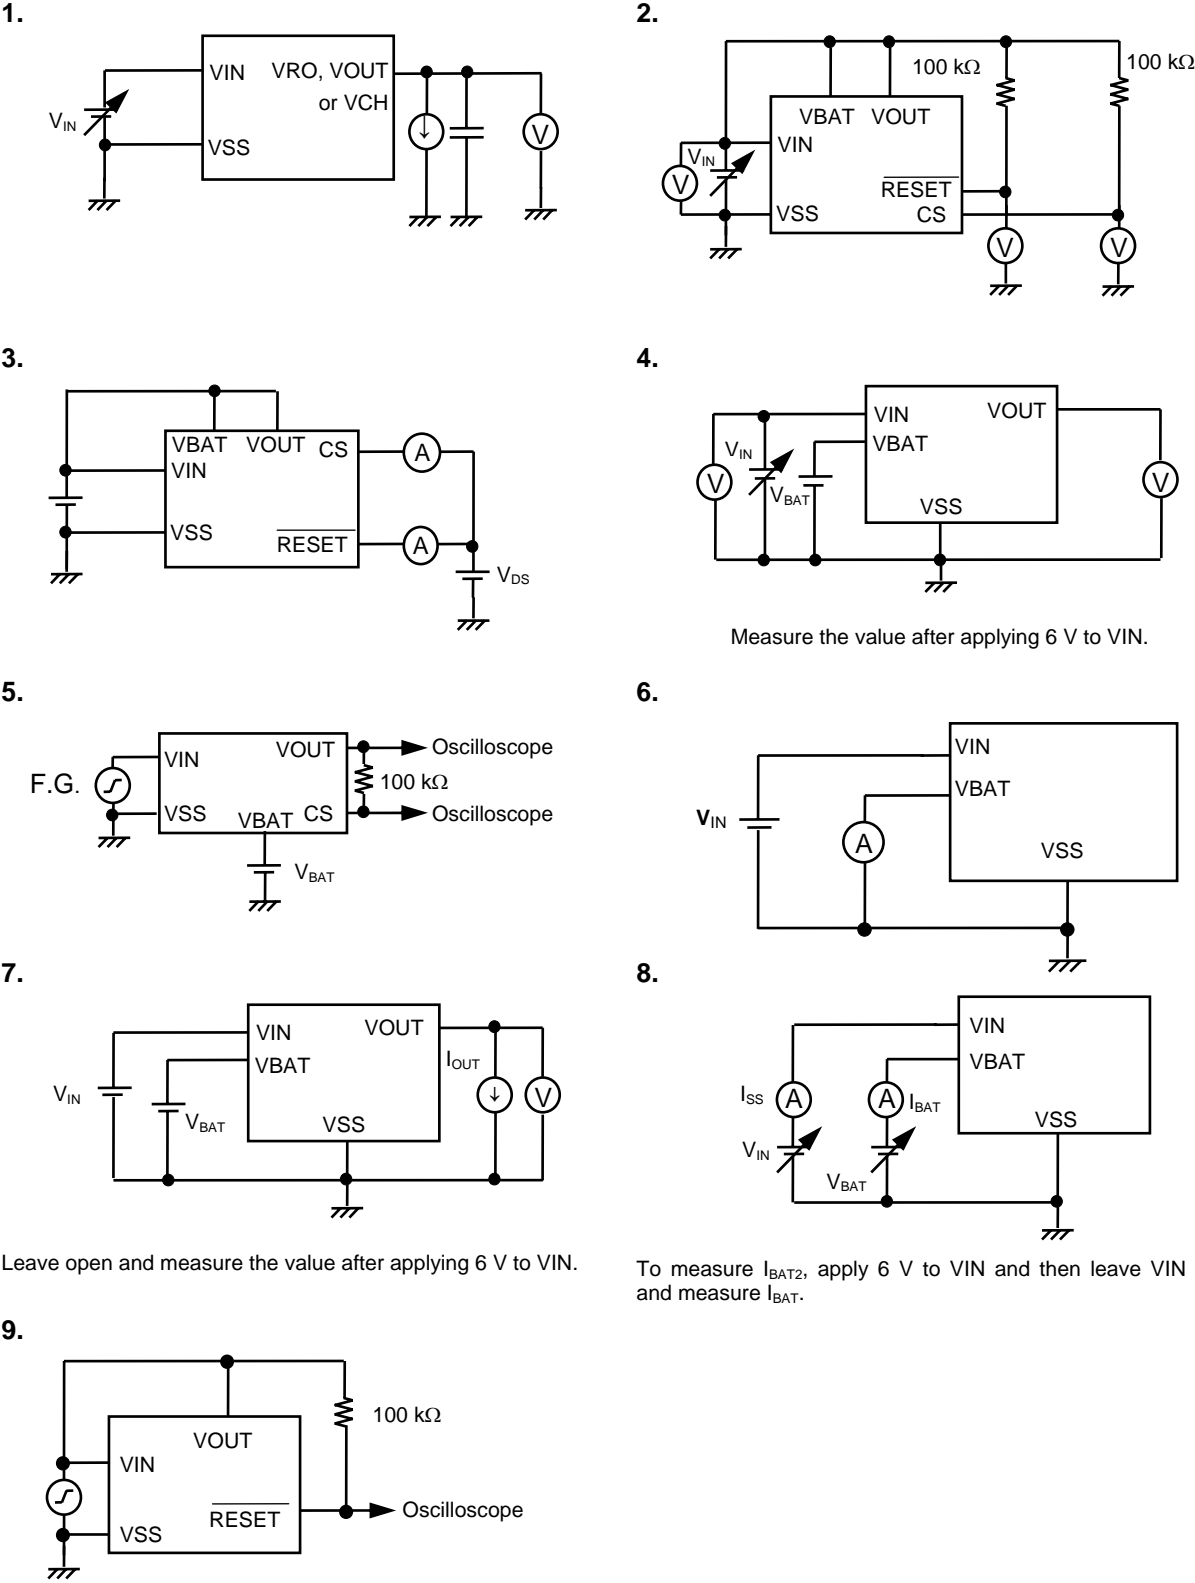 1.
VIN
VRO, VOUT
or VCH
VIN
VSS
V
2.
100 kΩ
100 kΩ
VBAT VOUT
VIN
VIN
V
RESET
VSS
CS
V
V
3.
VBAT VOUT CS
VIN
A
VSS
RESET
A
VDS
4.
VIN
VOUT
VBAT
VIN
V
VBAT
V
VSS
Measure the value after applying 6 V to VIN.
5.
VOUT
Oscilloscope
VIN
F.G.
100 kΩ
VSS
VBAT CS
Oscilloscope
VBAT
6.
VIN
VBAT
VIN
A
VSS
7.
VIN
VOUT
VBAT
IOUT
VIN
V
VBAT
VSS
Leave open and measure the value after applying 6 V to VIN.
8.
VIN
VBAT
ISS
A
A
IBAT
VSS
VIN
VBAT
To measure IBAT2, apply 6 V to VIN and then leave VIN
and measure IBAT.
9.
100 kΩ
VOUT
VIN
RESET
Oscilloscope
VSS